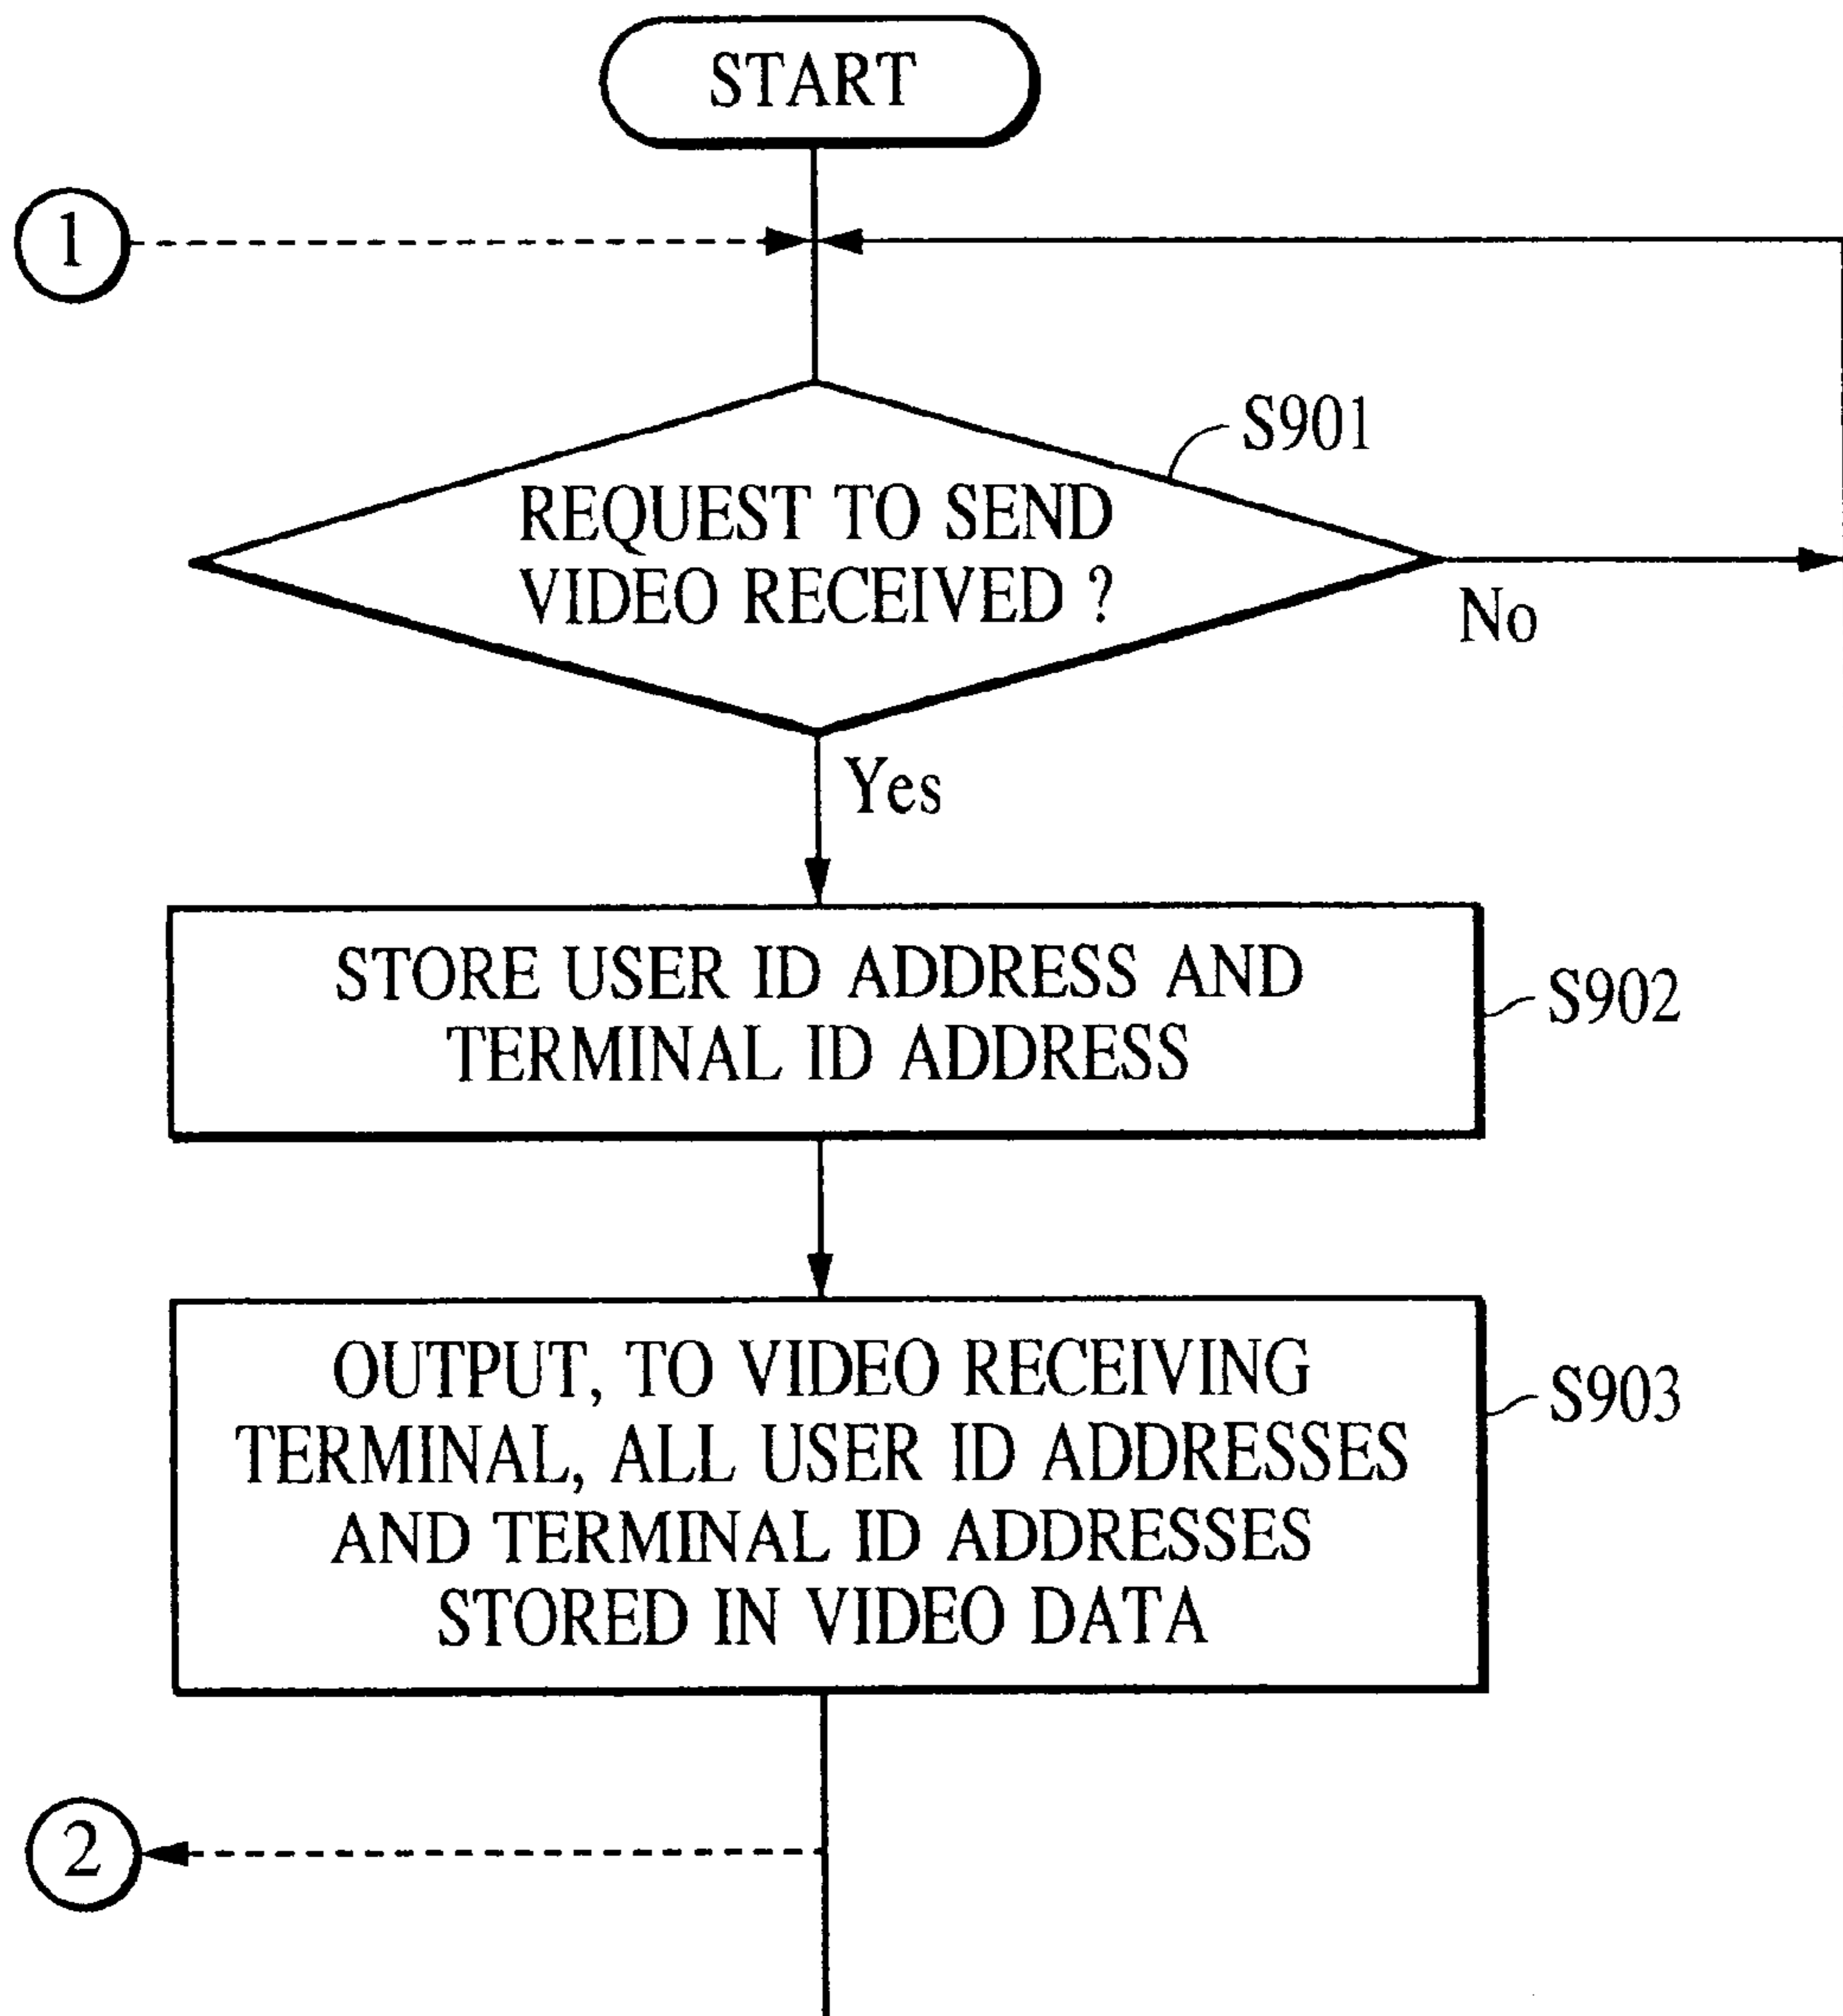 START
1
S901
REQUEST TO SEND
VIDEO RECEIVED ?
No
Yes
STORE USER ID ADDRESS AND
TERMINAL ID ADDRESS
S902
OUTPUT, TO VIDEO RECEIVING
TERMINAL, ALL USER ID ADDRESSES
AND TERMINAL ID ADDRESSES
STORED IN VIDEO DATA
S903
2